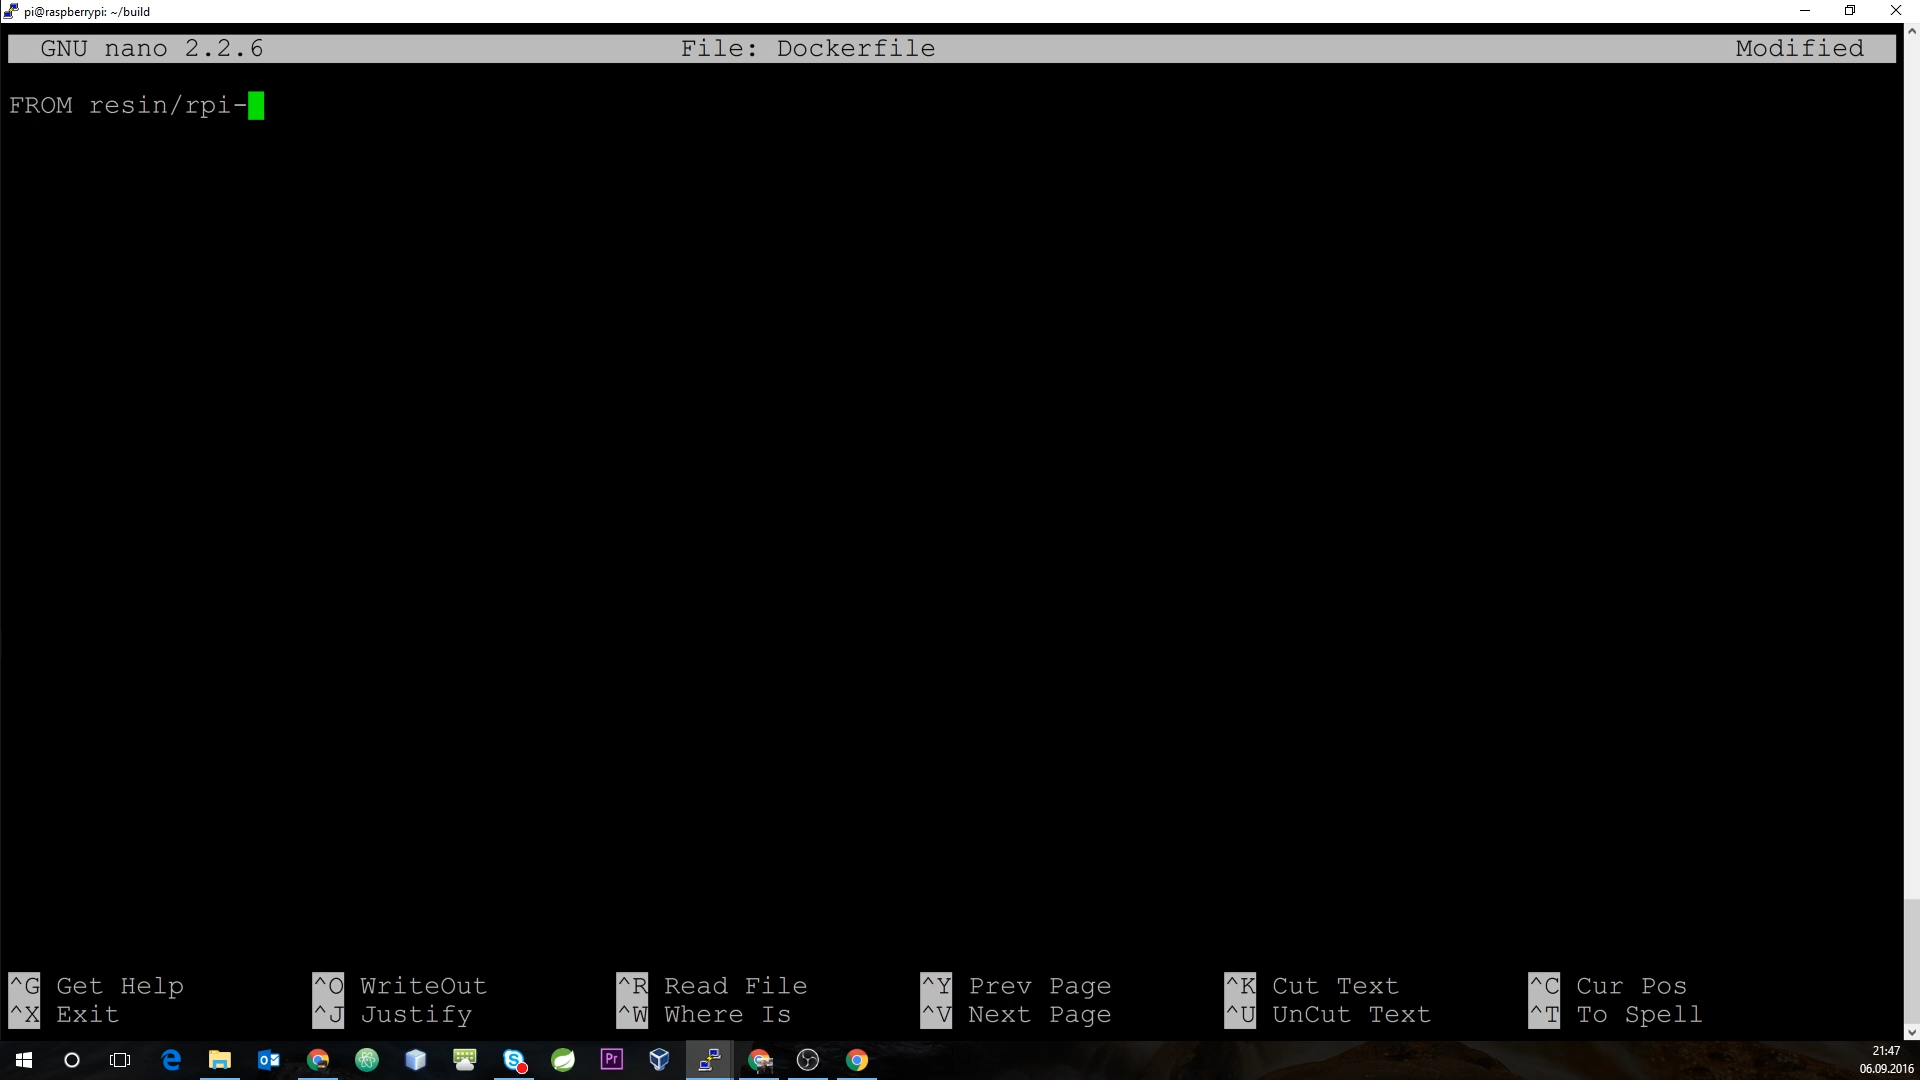 pi@raspberrypi: ~/build
GNU nano 2.2.6 File: Dockerfile Modified
FROM resin/rpi-
^G Get Help ^O WriteOut ^R Read File ^Y Prev Page ^K Cut Text ^C Cur Pos
^X Exit ^J Justify ^W Where Is ^V Next Page ^U UnCut Text ^T To Spell
21:47
06.09.2016